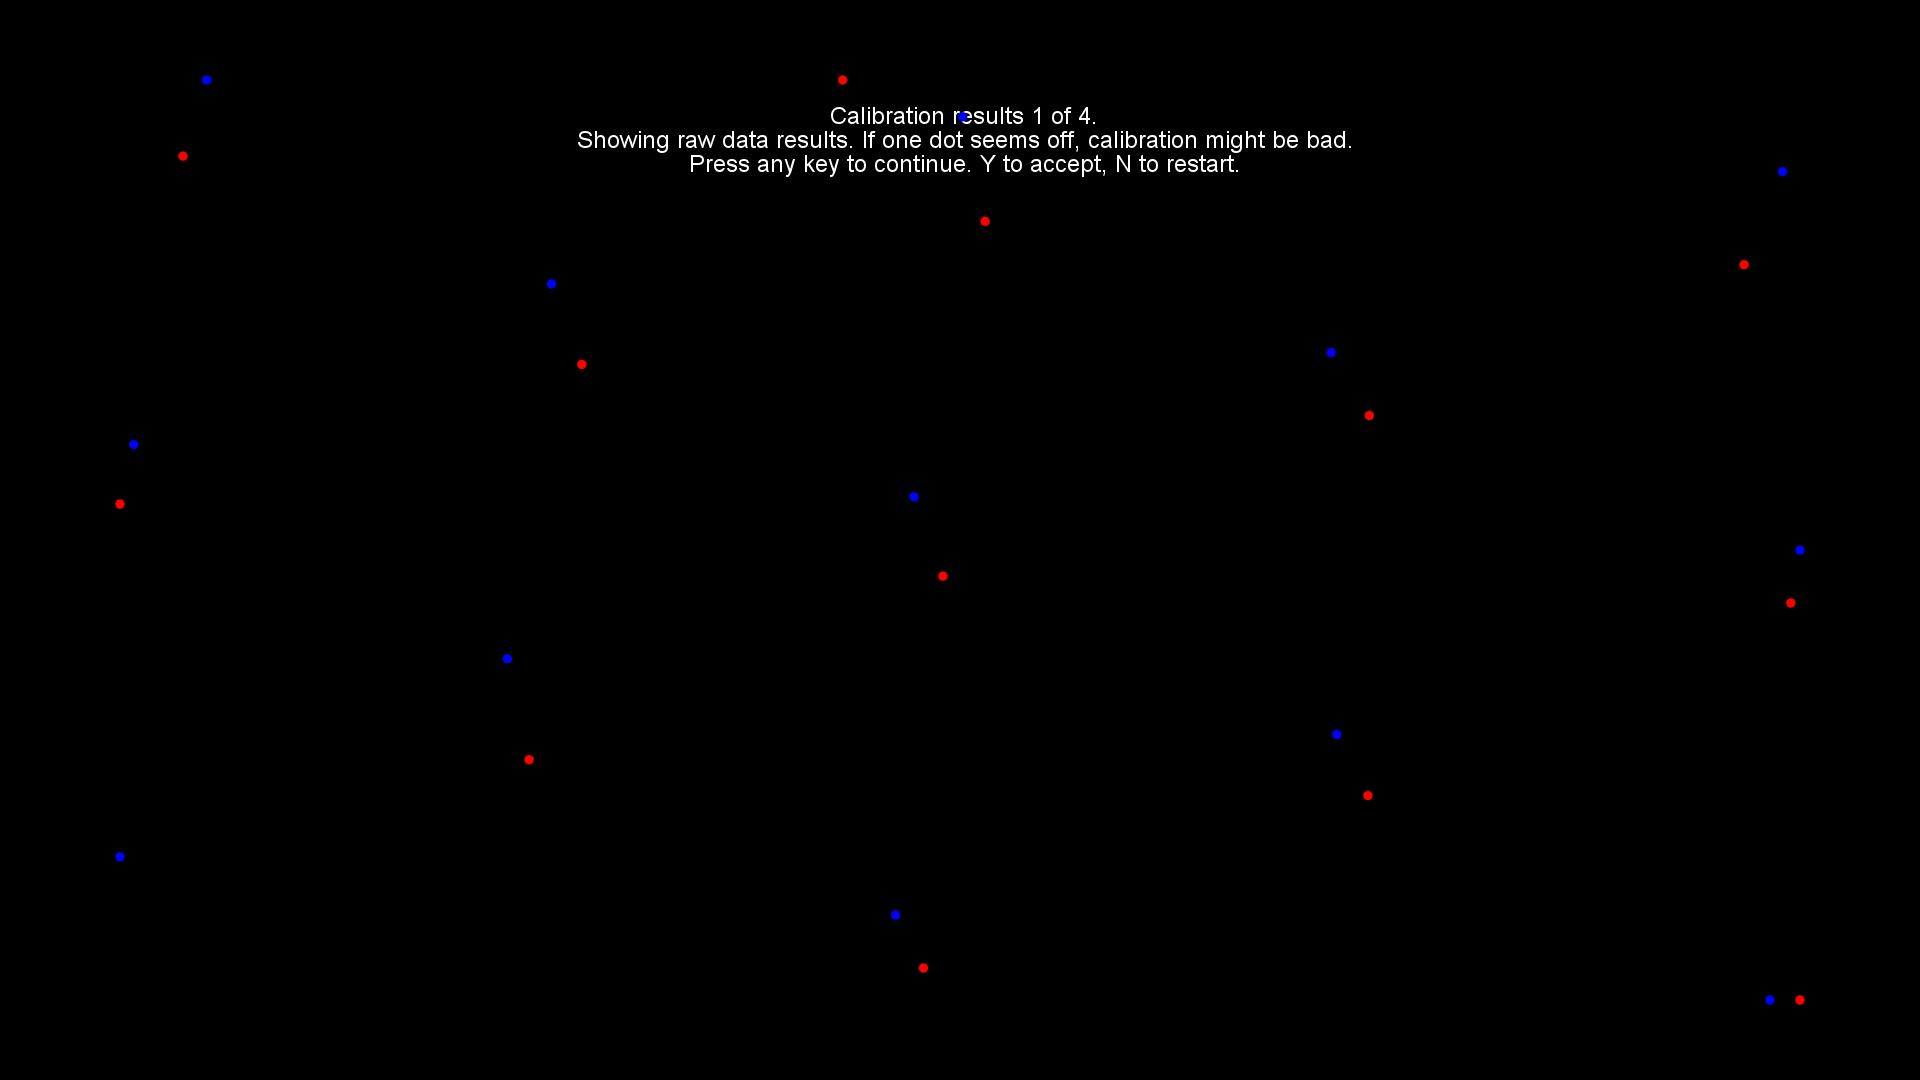 Calibration results 1 of 4.
Showing raw data results. If one dot seems off, calibration might be bad.
Press any key to continue. Y to accept, N to restart.